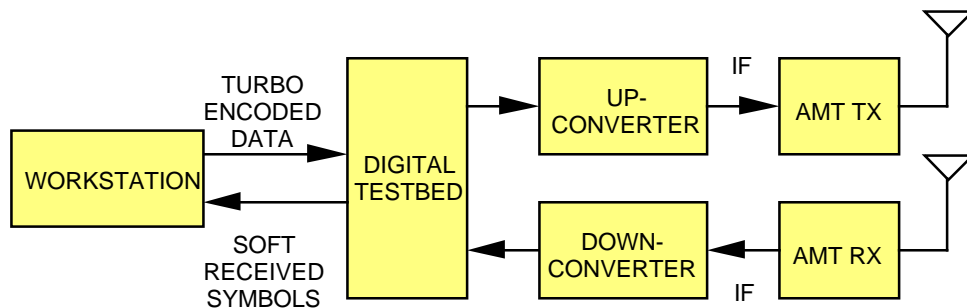 TURBO
ENCODED
DATA
WORKSTATION
SOFT
RECEIVED
SYMBOLS
DIGITAL
TESTBED
UP-
CONVERTER
IF
AMT TX
DOWN-
CONVERTER
IF
AMT RX